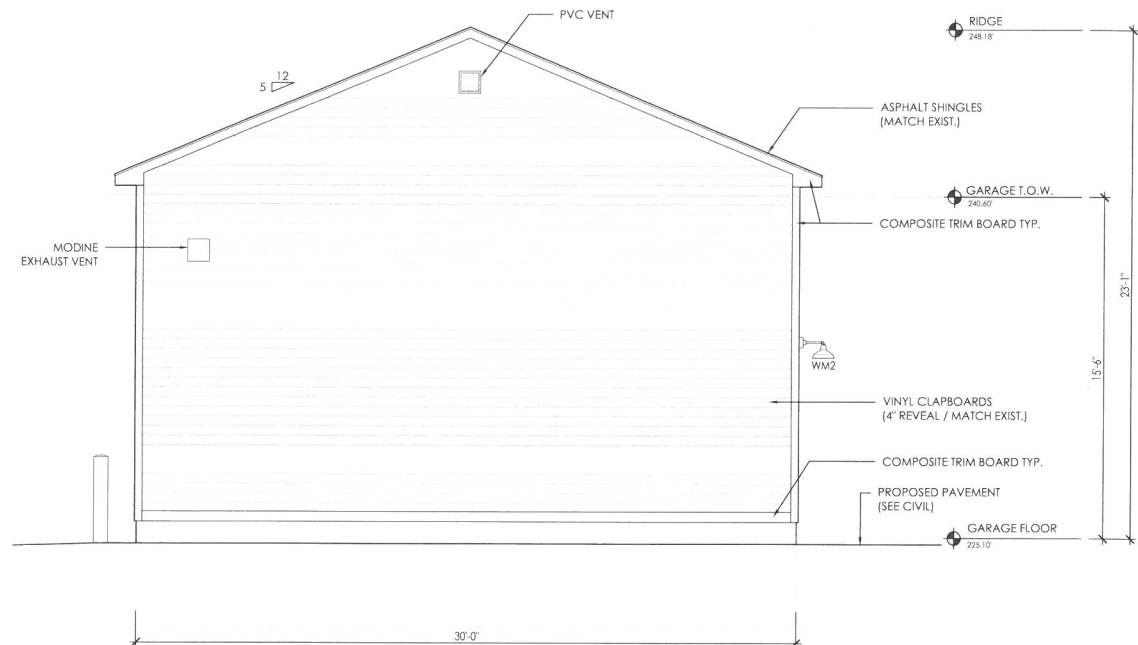 PVC VENT
RIDGE
248.18'
12
5
ASPHALT SHINGLES
(MATCH EXIST.)
GARAGE T.O.W.
240.60'
COMPOSITE TRIM BOARD TYP.
MODINE
EXHAUST VENT
23'-1"
15'-6"
WM2
VINYL CLAPBOARDS
(4" REVEAL / MATCH EXIST.)
COMPOSITE TRIM BOARD TYP.
PROPOSED PAVEMENT
(SEE CIVIL)
GARAGE FLOOR
225.10'
30'-0"